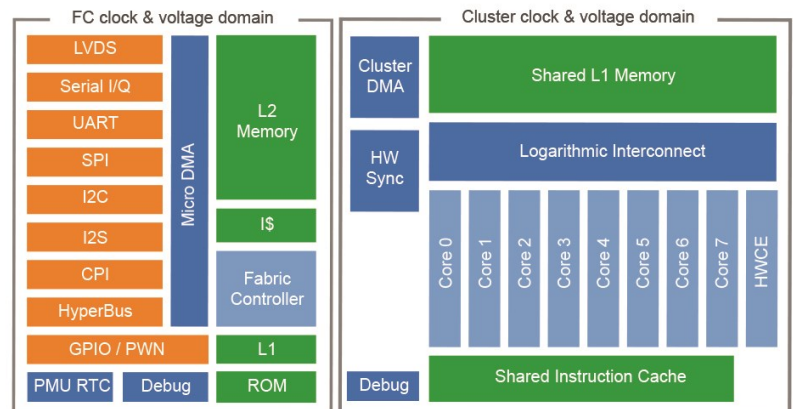 FC clock & voltage domain
LVDS
Serial I/Q
UART
SPI
I2C
I2S
CPI
HyperBus
GPIO / PWN
PMU RTC
Debug
Micro DMA
L2
Memory
I$
Fabric
Controller
L1
ROM
Cluster clock & voltage domain
Cluster
DMA
HW
Sync
Debug
Shared L1 Memory
Logarithmic Interconnect
Core 0
Core 1
Core 2
Core 3
Core 4
Core 5
Core 6
Core 7
HWCE
Shared Instruction Cache